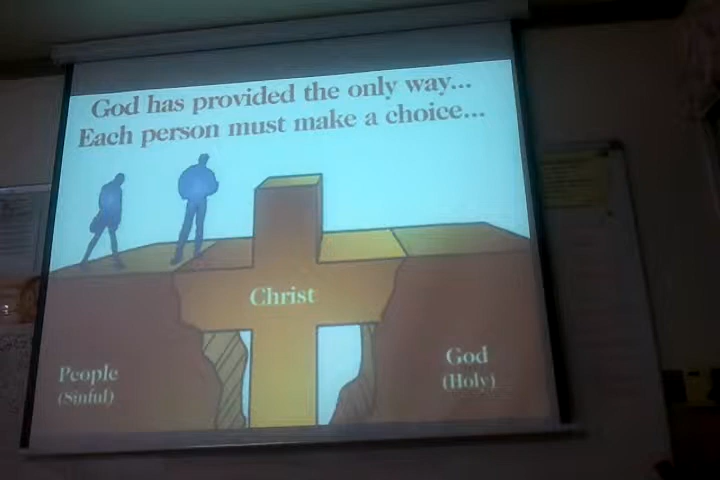 God has provided the only way...
Each person must make a choice...
Christ
People
(Sinful)
God
(Holy)